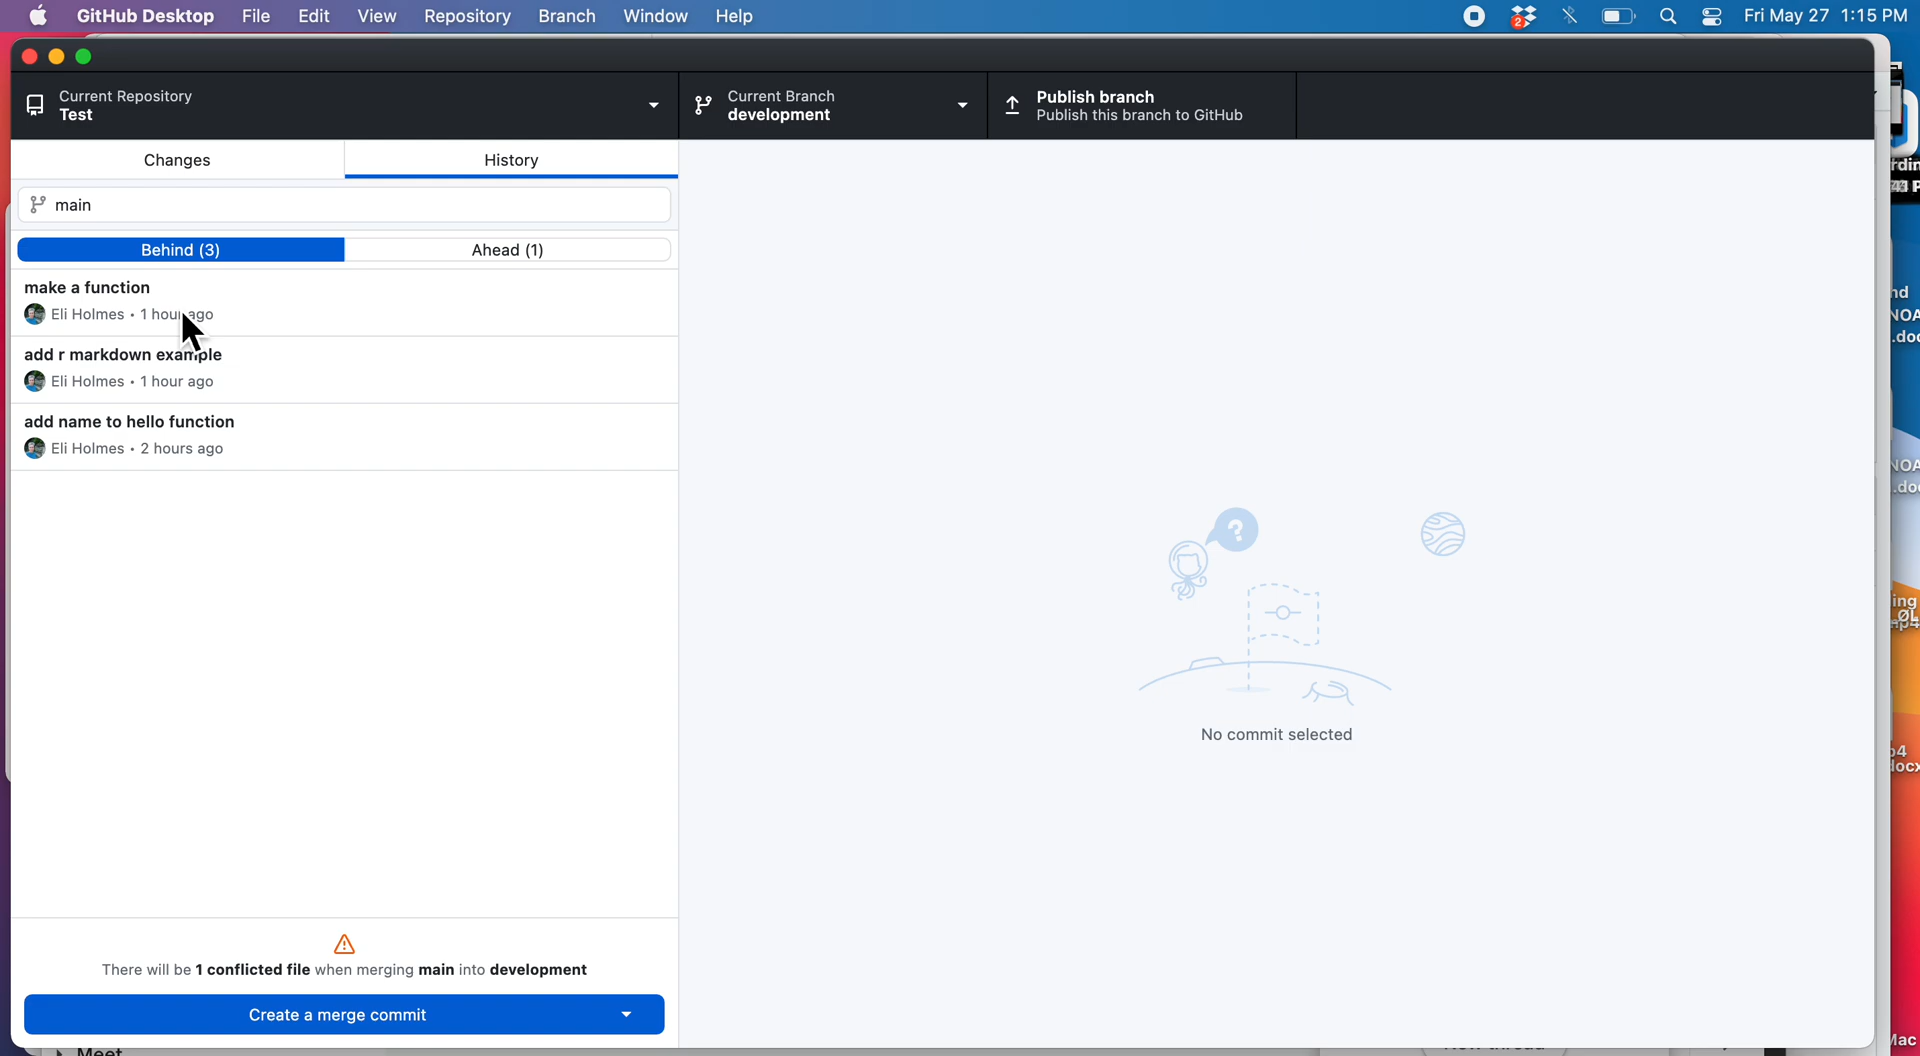 GitHub Desktop File Edit View Repository Branch Window Help
2
Fri May 27 1:15 PM
Current Repository
Test
Current Branch
development
Publish branch
Publish this branch to GitHub
Changes
History
main
Behind (3)
Ahead (1)
make a function
Eli Holmes • 1 hour ago
add r markdown example
Eli Holmes • 1 hour ago
add name to hello function
Eli Holmes • 2 hours ago
?
No commit selected
There will be 1 conflicted file when merging main into development
Create a merge commit